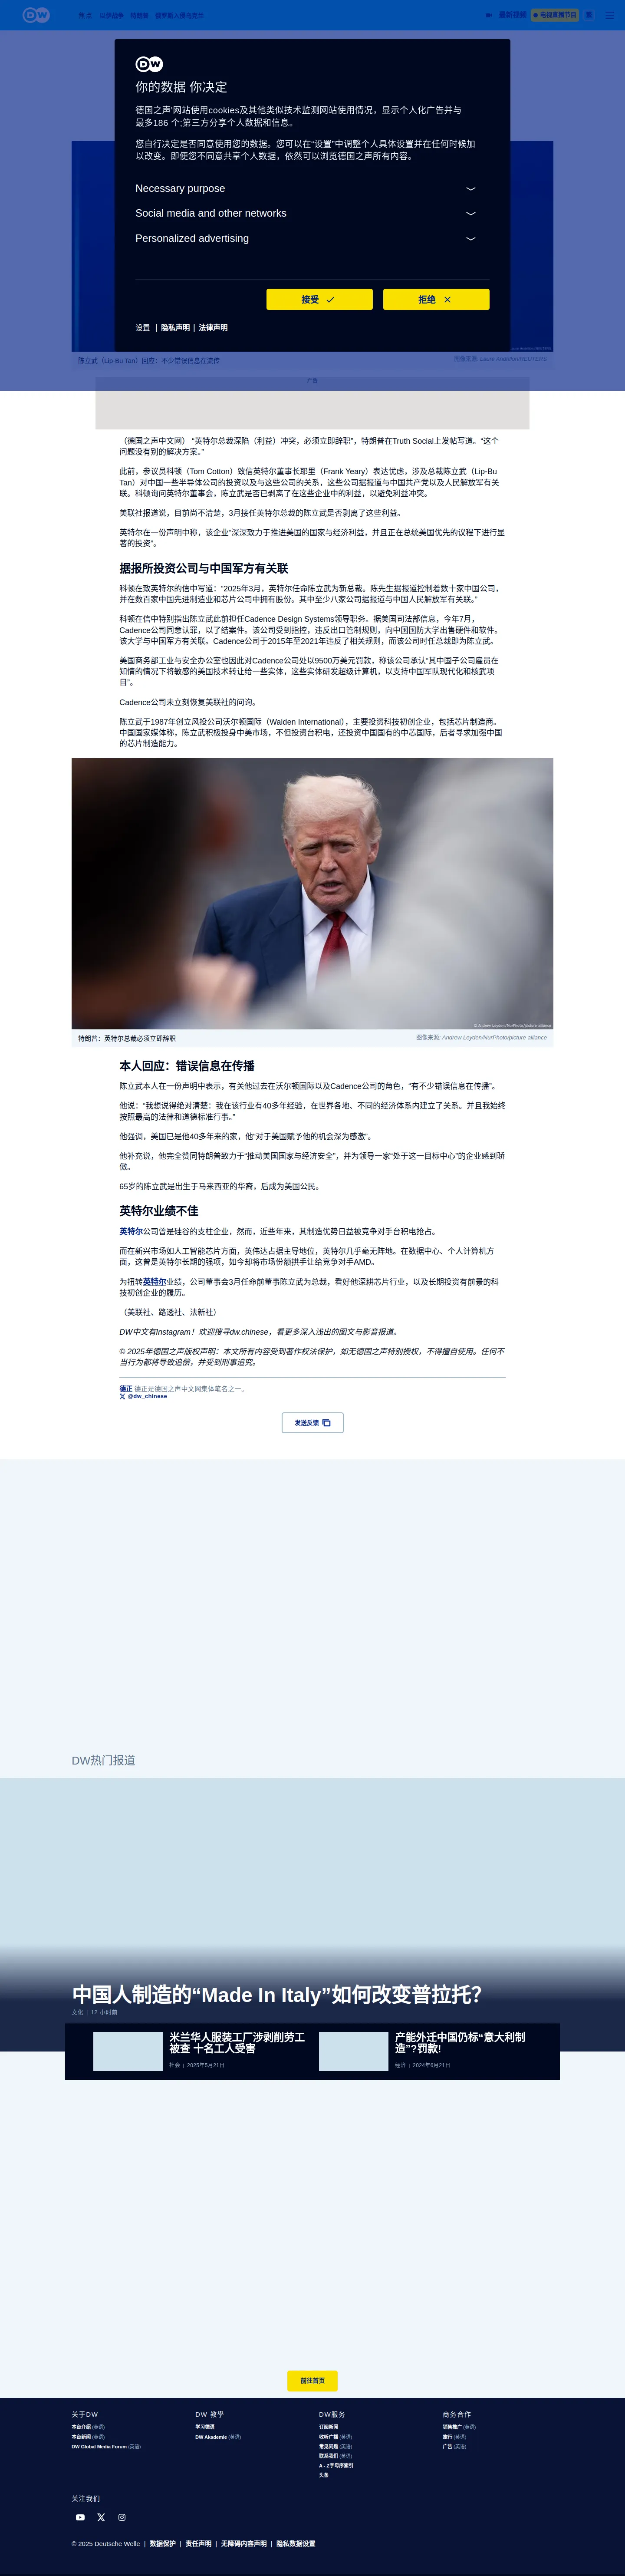 DW
以伊战争
俄罗斯入侵乌克兰
最新视频
电视直播节目
DW
你的数据 你决定
德国之声'网站使用cookies及其他类似技术监测网站使用情况，显示个人化广告并与
最多186 个;第三方分享个人数据和信息。
您自行决定是否同意使用您的数据。您可以在“设置”中调整个人具体设置并在任何时候加
以改变。即便您不同意共享个人数据，依然可以浏览德国之声所有内容。
Necessary purpose
Social media and other networks
Personalized advertising
接受
拒绝
设置 | 隐私声明 | 法律声明
陈立武（Lip-Bu Tan）回应：不少错误信息在流传
图像来源: Laure Andrillon/REUTERS
广告
（德国之声中文网） “英特尔总裁深陷（利益）冲突，必须立即辞职”，特朗普在Truth Social上发帖写道。“这个
问题没有别的解决方案。”
此前，参议员科顿（Tom Cotton）致信英特尔董事长耶里（Frank Yeary）表达忧虑，涉及总裁陈立武（Lip-Bu
Tan）对中国一些半导体公司的投资以及与这些公司的关系，这些公司据报道与中国共产党以及人民解放军有关
联。科顿询问英特尔董事会，陈立武是否已剥离了在这些企业中的利益，以避免利益冲突。
美联社报道说，目前尚不清楚，3月接任英特尔总裁的陈立武是否剥离了这些利益。
英特尔在一份声明中称，该企业“深深致力于推进美国的国家与经济利益，并且正在总统美国优先的议程下进行显
著的投资”。
据报所投资公司与中国军方有关联
科顿在致英特尔的信中写道：“2025年3月，英特尔任命陈立武为新总裁。陈先生据报道控制着数十家中国公司，
并在数百家中国先进制造业和芯片公司中拥有股份。其中至少八家公司据报道与中国人民解放军有关联。”
科顿在信中特别指出陈立武此前担任Cadence Design Systems领导职务。据美国司法部信息，今年7月，
Cadence公司同意认罪，以了结案件。该公司受到指控，违反出口管制规则，向中国国防大学出售硬件和软件。
该大学与中国军方有关联。Cadence公司于2015年至2021年违反了相关规则，而该公司时任总裁即为陈立武。
美国商务部工业与安全办公室也因此对Cadence公司处以9500万美元罚款，称该公司承认“其中国子公司雇员在
知情的情况下将敏感的美国技术转让给一些实体，这些实体研发超级计算机，以支持中国军队现代化和核武项
目”。
Cadence公司未立刻恢复美联社的问询。
陈立武于1987年创立风投公司沃尔顿国际（Walden International），主要投资科技初创企业，包括芯片制造商。
中国国家媒体称，陈立武积极投身中美市场，不但投资台积电，还投资中国国有的中芯国际，后者寻求加强中国
的芯片制造能力。
© Andrew Leyden/NurPhoto/picture alliance
特朗普：英特尔总裁必须立即辞职
图像来源: Andrew Leyden/NurPhoto/picture alliance
本人回应：错误信息在传播
陈立武本人在一份声明中表示，有关他过去在沃尔顿国际以及Cadence公司的角色，“有不少错误信息在传播”。
他说：“我想说得绝对清楚：我在该行业有40多年经验，在世界各地、不同的经济体系内建立了关系。并且我始终
按照最高的法律和道德标准行事。”
他强调，美国已是他40多年来的家，他“对于美国赋予他的机会深为感激”。
他补充说，他完全赞同特朗普致力于“推动美国国家与经济安全”，并为领导一家“处于这一目标中心”的企业感到骄
傲。
65岁的陈立武是出生于马来西亚的华裔，后成为美国公民。
英特尔业绩不佳
英特尔公司曾是硅谷的支柱企业，然而，近些年来，其制造优势日益被竞争对手台积电抢占。
而在新兴市场如人工智能芯片方面，英伟达占据主导地位，英特尔几乎毫无阵地。在数据中心、个人计算机方
面，这曾是英特尔长期的强项，如今却将市场份额拱手让给竞争对手AMD。
为扭转英特尔业绩，公司董事会3月任命前董事陈立武为总裁，看好他深耕芯片行业，以及长期投资有前景的科
技初创企业的履历。
（美联社、路透社、法新社）
DW中文有Instagram！欢迎搜寻dw.chinese，看更多深入浅出的图文与影音报道。
© 2025年德国之声版权声明：本文所有内容受到著作权法保护，如无德国之声特别授权，不得擅自使用。任何不
当行为都将导致追偿，并受到刑事追究。
德正 德正是德国之声中文网集体笔名之一。
@dw_chinese
发送反馈
DW热门报道
中国人制造的“Made In Italy”如何改变普拉托？
文化 | 12 小时前
米兰华人服装工厂涉剥削劳工
被查 十名工人受害
社会 | 2025年5月21日
产能外迁中国仍标“意大利制
造”?罚款!
经济 | 2024年6月21日
前往首页
关于DW
本台介绍 (英语)
本台新闻 (英语)
DW Global Media Forum (英语)
DW 教學
学习德语
DW Akademie (英语)
DW服务
订阅新闻
收听广播 (英语)
常见问题 (英语)
联系我们 (英语)
A - Z字母序索引
头条
商务合作
销售推广 (英语)
旅行 (英语)
广告 (英语)
关注我们
© 2025 Deutsche Welle | 数据保护 | 责任声明 | 无障碍内容声明 | 隐私数据设置